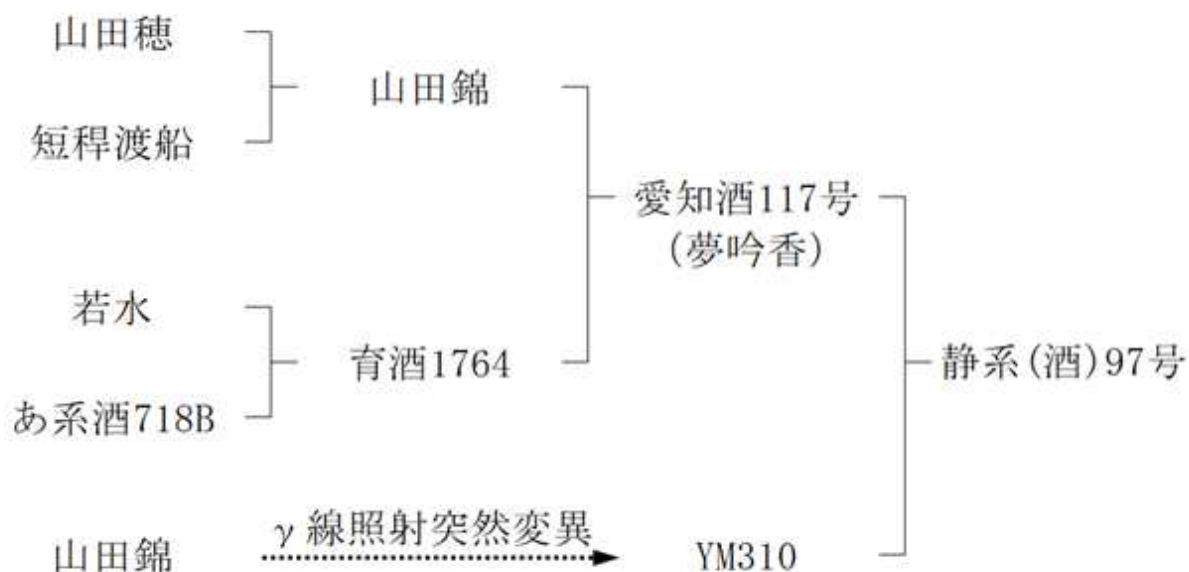 山田穂
山田錦
短稈渡船
愛知酒117号
(夢吟香)
若水
育酒1764
静系(酒)97号
あ系酒718B
γ線照射突然変異
山田錦
YM310